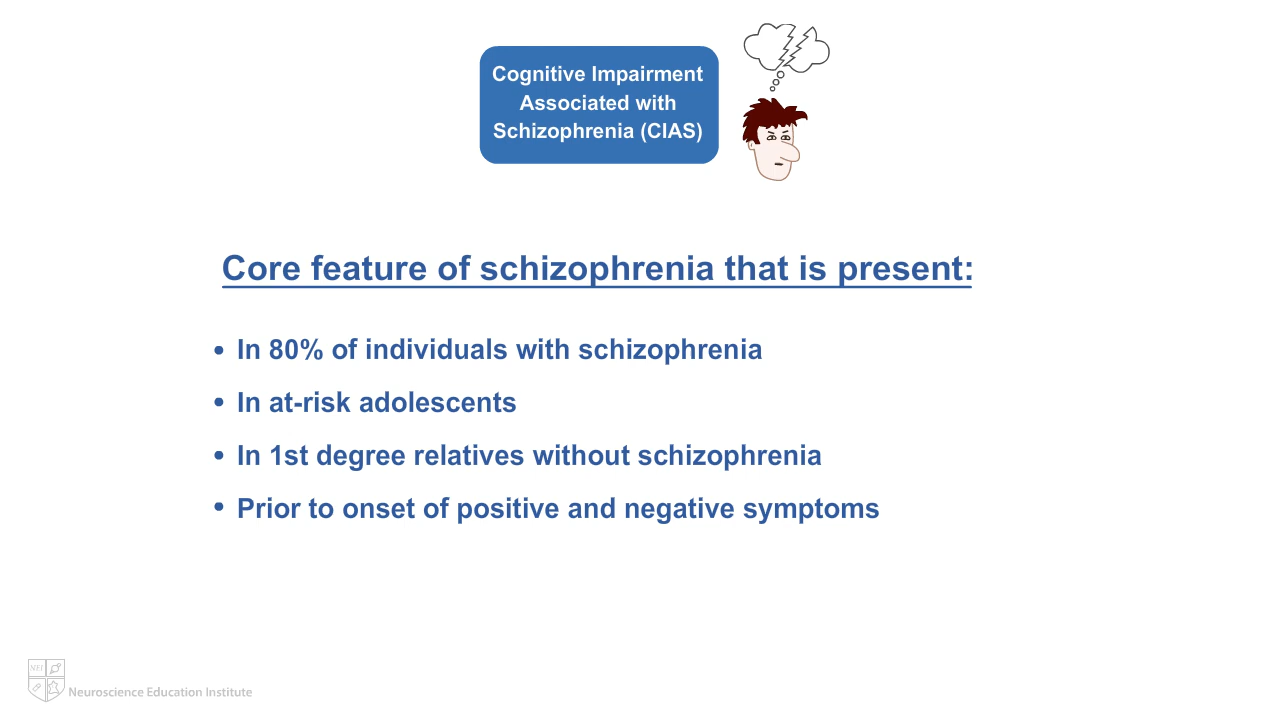 Cognitive Impairment
Associated with
Schizophrenia (CIAS)
Core feature of schizophrenia that is present:
• In 80% of individuals with schizophrenia
• In at-risk adolescents
• In 1st degree relatives without schizophrenia
• Prior to onset of positive and negative symptoms
NEI
Neuroscience Education Institute